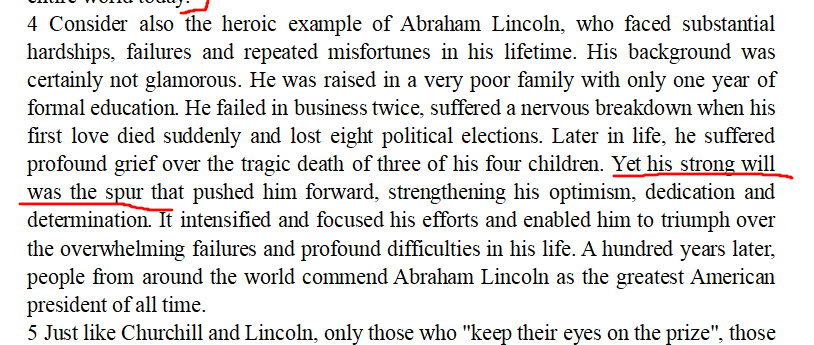 entire world today.
4 Consider also the heroic example of Abraham Lincoln, who faced substantial
hardships, failures and repeated misfortunes in his lifetime. His background was
certainly not glamorous. He was raised in a very poor family with only one year of
formal education. He failed in business twice, suffered a nervous breakdown when his
first love died suddenly and lost eight political elections. Later in life, he suffered
profound grief over the tragic death of three of his four children. Yet his strong will
was the spur that pushed him forward, strengthening his optimism, dedication and
determination. It intensified and focused his efforts and enabled him to triumph over
the overwhelming failures and profound difficulties in his life. A hundred years later,
people from around the world commend Abraham Lincoln as the greatest American
president of all time.
5 Just like Churchill and Lincoln, only those who "keep their eyes on the prize", those